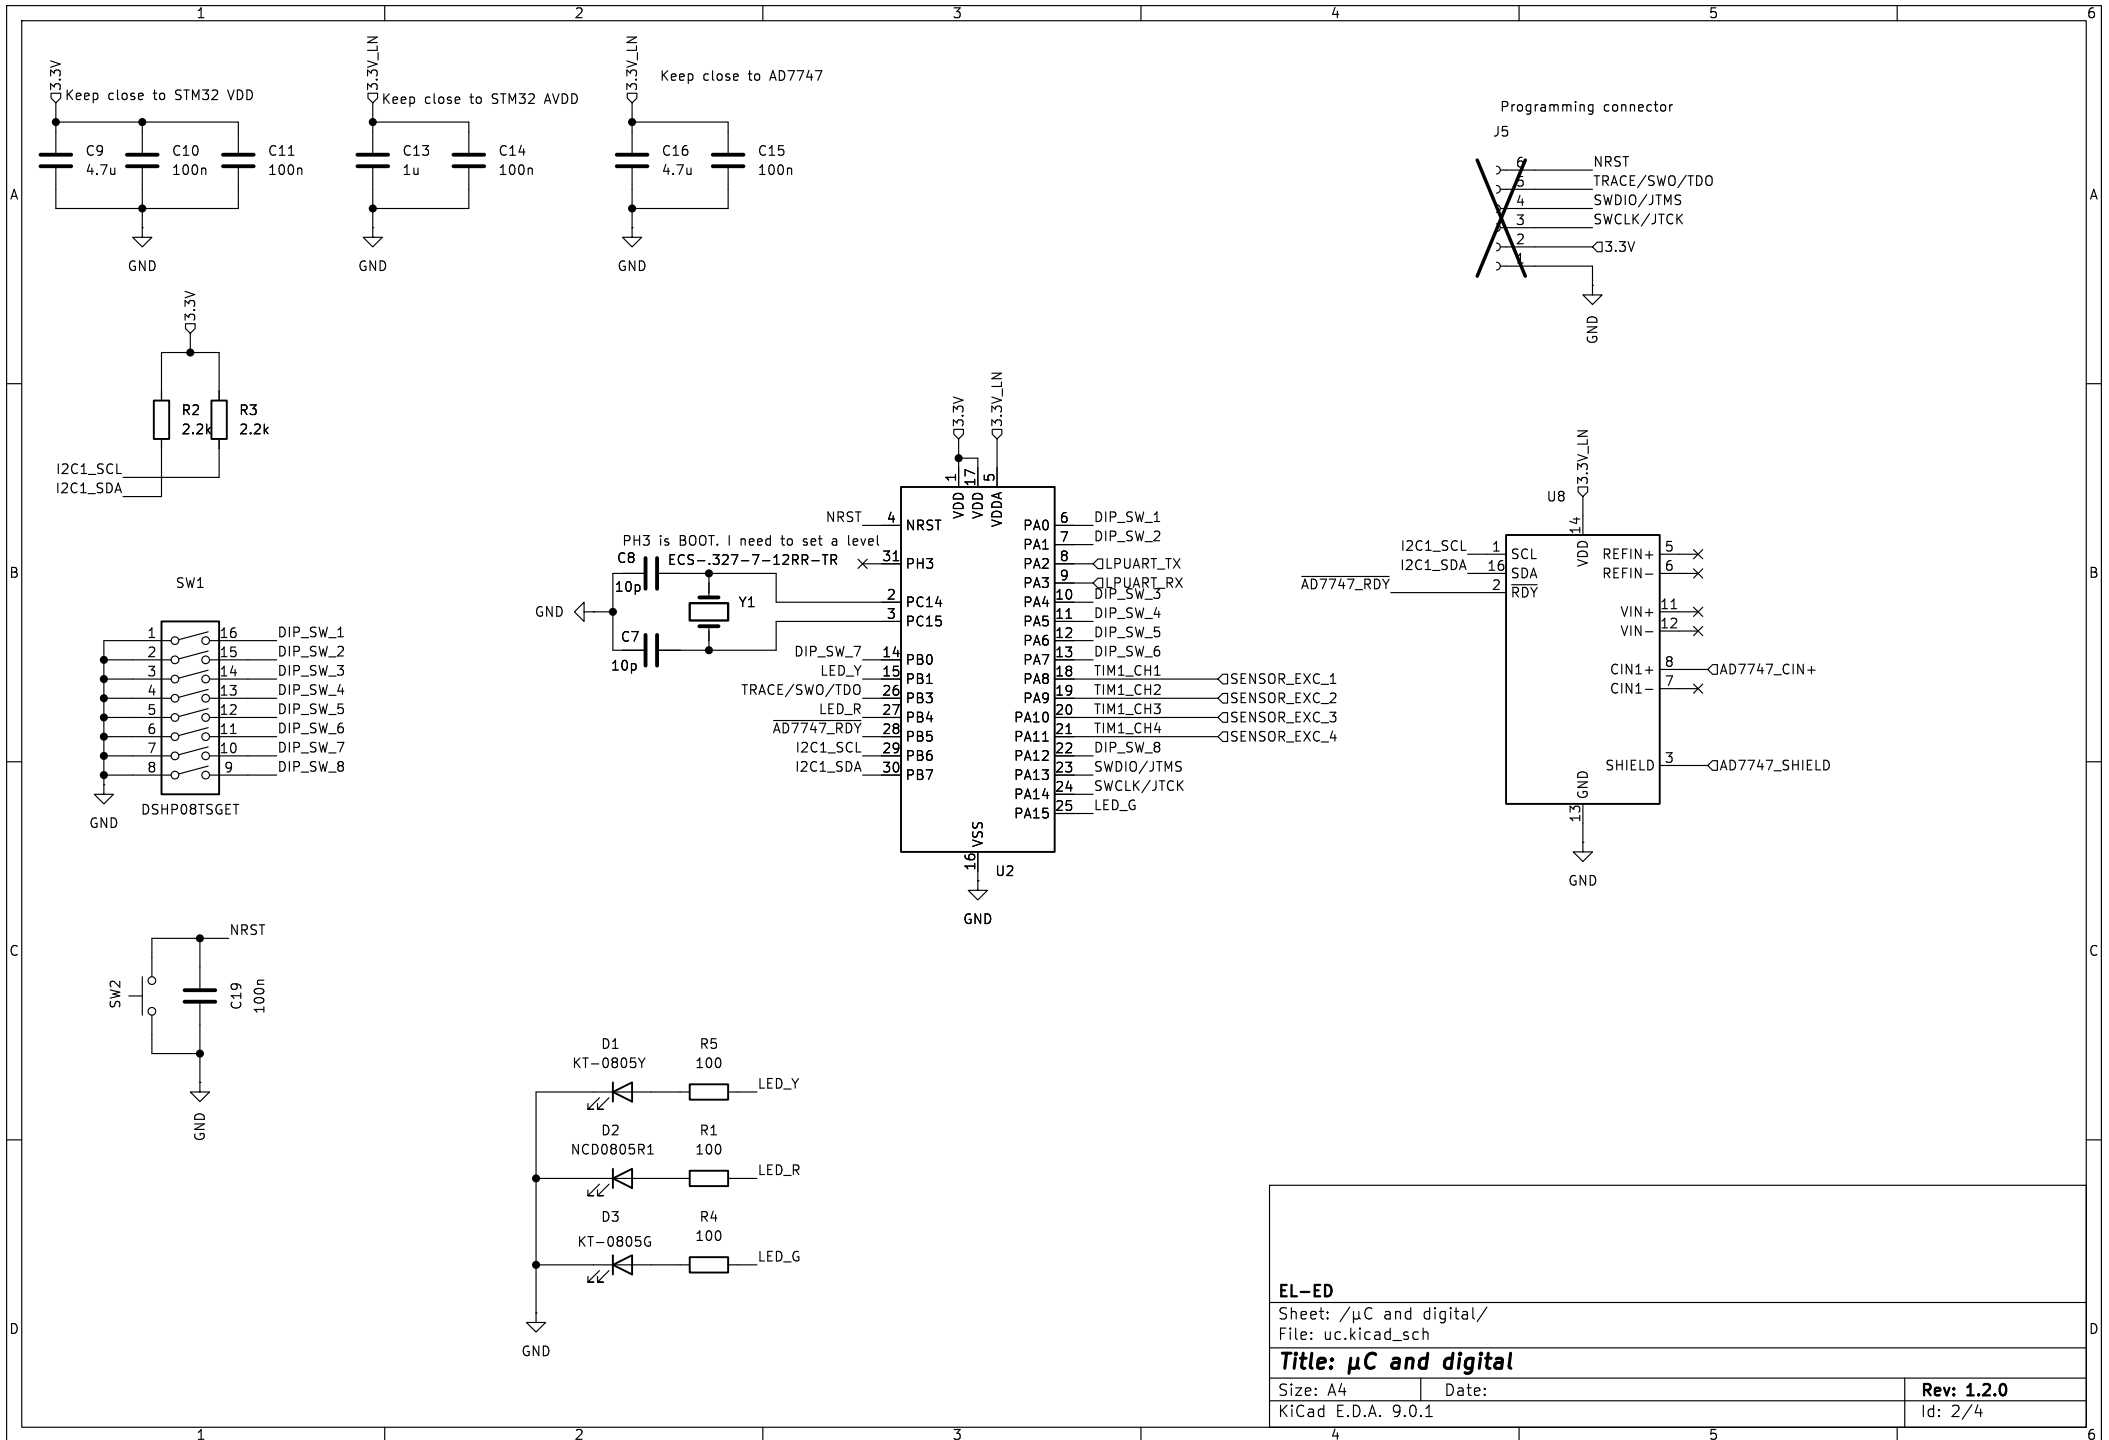 1 2 3 4 5 6
A
B
C
D
A
B
C
D
1 2 3 4 5 6
3.3V
Keep close to STM32 VDD
C9
4.7u
C10
100n
C11
100n
GND
3.3V_LN
Keep close to STM32 AVDD
C13
1u
C14
100n
GND
3.3V_LN
Keep close to AD7747
C16
4.7u
C15
100n
GND
Programming connector
J5
6 NRST
5 TRACE/SWO/TDO
4 SWDIO/JTMS
3 SWCLK/JTCK
2 3.3V
1
GND
3.3V
R2
2.2k
R3
2.2k
I2C1_SCL
I2C1_SDA
SW1
1 16 DIP_SW_1
2 15 DIP_SW_2
3 14 DIP_SW_3
4 13 DIP_SW_4
5 12 DIP_SW_5
6 11 DIP_SW_6
7 10 DIP_SW_7
8 9 DIP_SW_8
GND
DSHP08TSGET
PH3 is BOOT. I need to set a level
ECS-.327-7-12RR-TR
C8
10p
Y1
GND
C7
10p
3.3V
3.3V_LN
1 VDD
17 VDD
5 VDDA
NRST 4 NRST
31 PH3
2 PC14
3 PC15
DIP_SW_7 14 PB0
LED_Y 15 PB1
TRACE/SWO/TDO 26 PB3
LED_R 27 PB4
AD7747_RDY 28 PB5
I2C1_SCL 29 PB6
I2C1_SDA 30 PB7
PA0 6 DIP_SW_1
PA1 7 DIP_SW_2
PA2 8 LPUART_TX
PA3 9 LPUART_RX
PA4 10 DIP_SW_3
PA5 11 DIP_SW_4
PA6 12 DIP_SW_5
PA7 13 DIP_SW_6
PA8 18 TIM1_CH1 SENSOR_EXC_1
PA9 19 TIM1_CH2 SENSOR_EXC_2
PA10 20 TIM1_CH3 SENSOR_EXC_3
PA11 21 TIM1_CH4 SENSOR_EXC_4
PA12 22 DIP_SW_8
PA13 23 SWDIO/JTMS
PA14 24 SWCLK/JTCK
PA15 25 LED_G
VSS
16
U2
GND
3.3V_LN
U8
14
VDD
I2C1_SCL 1 SCL
I2C1_SDA 16 SDA
AD7747_RDY 2 RDY
REFIN+ 5
REFIN- 6
VIN+ 11
VIN- 12
CIN1+ 8 AD7747_CIN+
CIN1- 7
SHIELD 3 AD7747_SHIELD
GND
13
GND
NRST
SW2
C19
100n
GND
D1
KT-0805Y
R5
100
LED_Y
D2
NCD0805R1
R1
100
LED_R
D3
KT-0805G
R4
100
LED_G
GND
EL-ED
Sheet: /µC and digital/
File: uc.kicad_sch
Title: µC and digital
Size: A4 Date: Rev: 1.2.0
KiCad E.D.A. 9.0.1 Id: 2/4